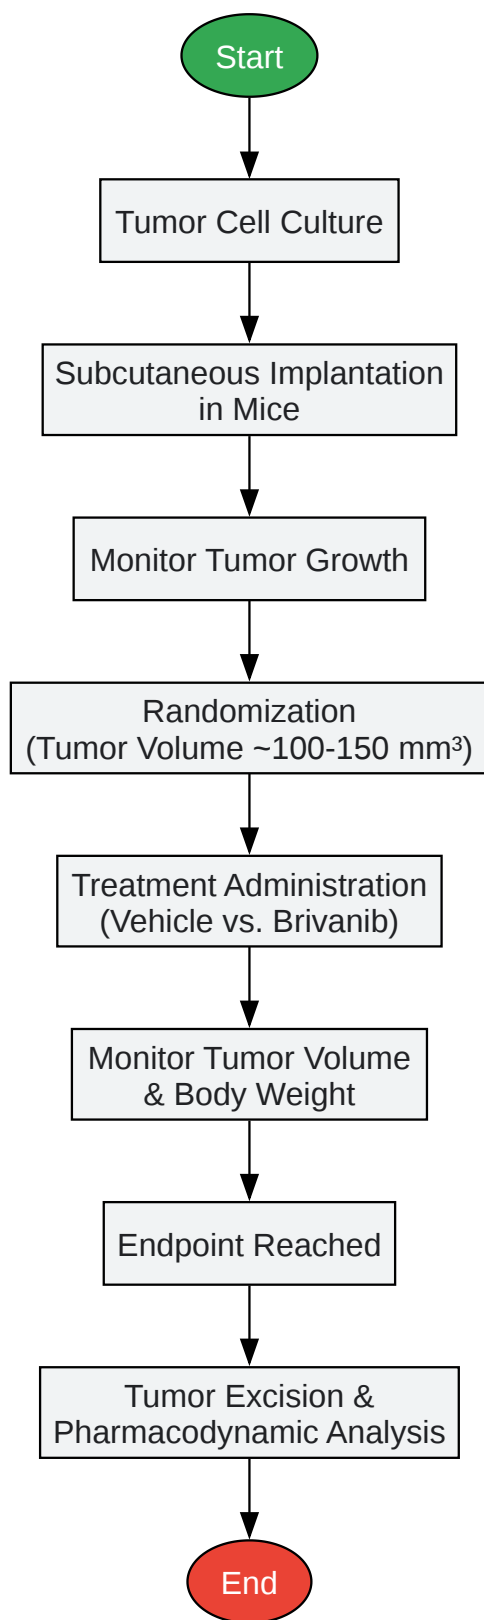 Start
Tumor Cell Culture
Subcutaneous Implantation
in Mice
Monitor Tumor Growth
Randomization
(Tumor Volume ~100-150 mm³)
Treatment Administration
(Vehicle vs. Brivanib)
Monitor Tumor Volume
& Body Weight
Endpoint Reached
Tumor Excision &
Pharmacodynamic Analysis
End